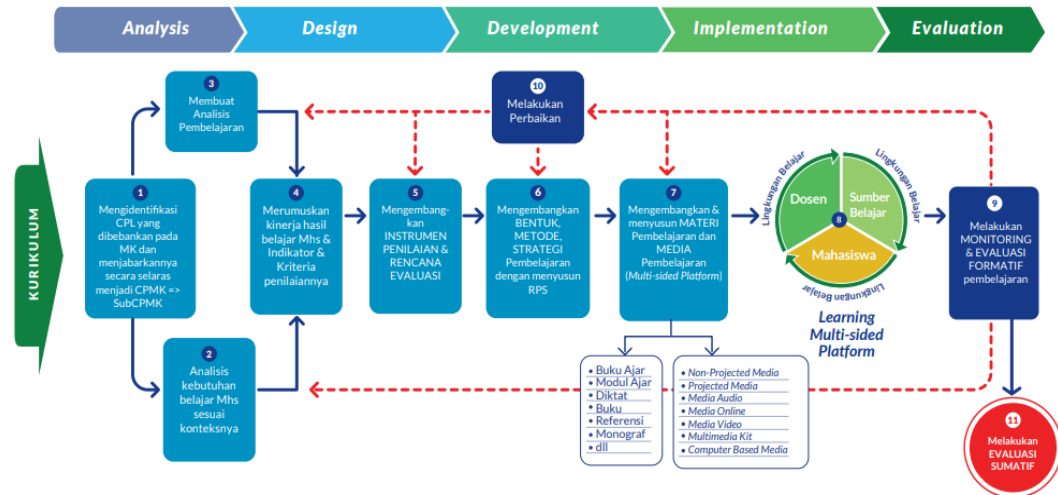 Analysis
Design
Development
Implementation
Evaluation
KURIKULUM
1
Mengidentifikasi
CPL yang
dibebankan pada
MK dan
menjabarkannya
secara selaras
menjadi CPMK =>
SubCPMK
2
Analisis
kebutuhan
belajar Mhs
sesuai
konteksnya
3
Membuat
Analisis
Pembelajaran
4
Merumuskan
kinerja hasil
belajar Mhs &
Indikator &
Kriteria
penilaiannya
5
Mengembang-
kan
INSTRUMEN
PENILAIAN &
RENCANA
EVALUASI
6
Mengembangkan
BENTUK,
METODE,
STRATEGI
Pembelajaran
dengan menyusun
RPS
7
Mengembangkan &
menyusun MATERI
Pembelajaran dan
MEDIA
Pembelajaran
(Multi-sided Platform)
• Buku Ajar
• Modul Ajar
• Diktat
• Buku
• Referensi
• Monograf
• dll
• Non-Projected Media
• Projected Media
• Media Audio
• Media Online
• Media Video
• Multimedia Kit
• Computer Based Media
8
Dosen
Sumber
Belajar
Mahasiswa
Lingkungan Belajar
Lingkungan Belajar
Lingkungan Belajar
Learning
Multi-sided
Platform
9
Melakukan
MONITORING
& EVALUASI
FORMATIF
pembelajaran
10
Melakukan
Perbaikan
11
Melakukan
EVALUASI
SUMATIF